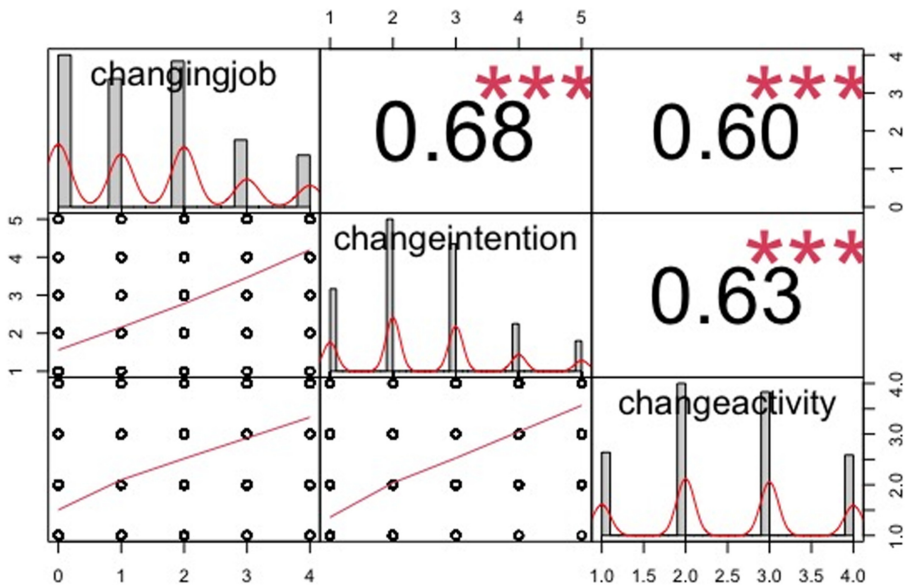 1 2 3 4 5
changingjob
0.68 ***
0.60 ***
0 1 2 3 4
1 2 3 4 5
changeintention
0.63 ***
changeactivity
1.0 2.0 3.0 4.0
0 1 2 3 4
1.0 1.5 2.0 2.5 3.0 3.5 4.0